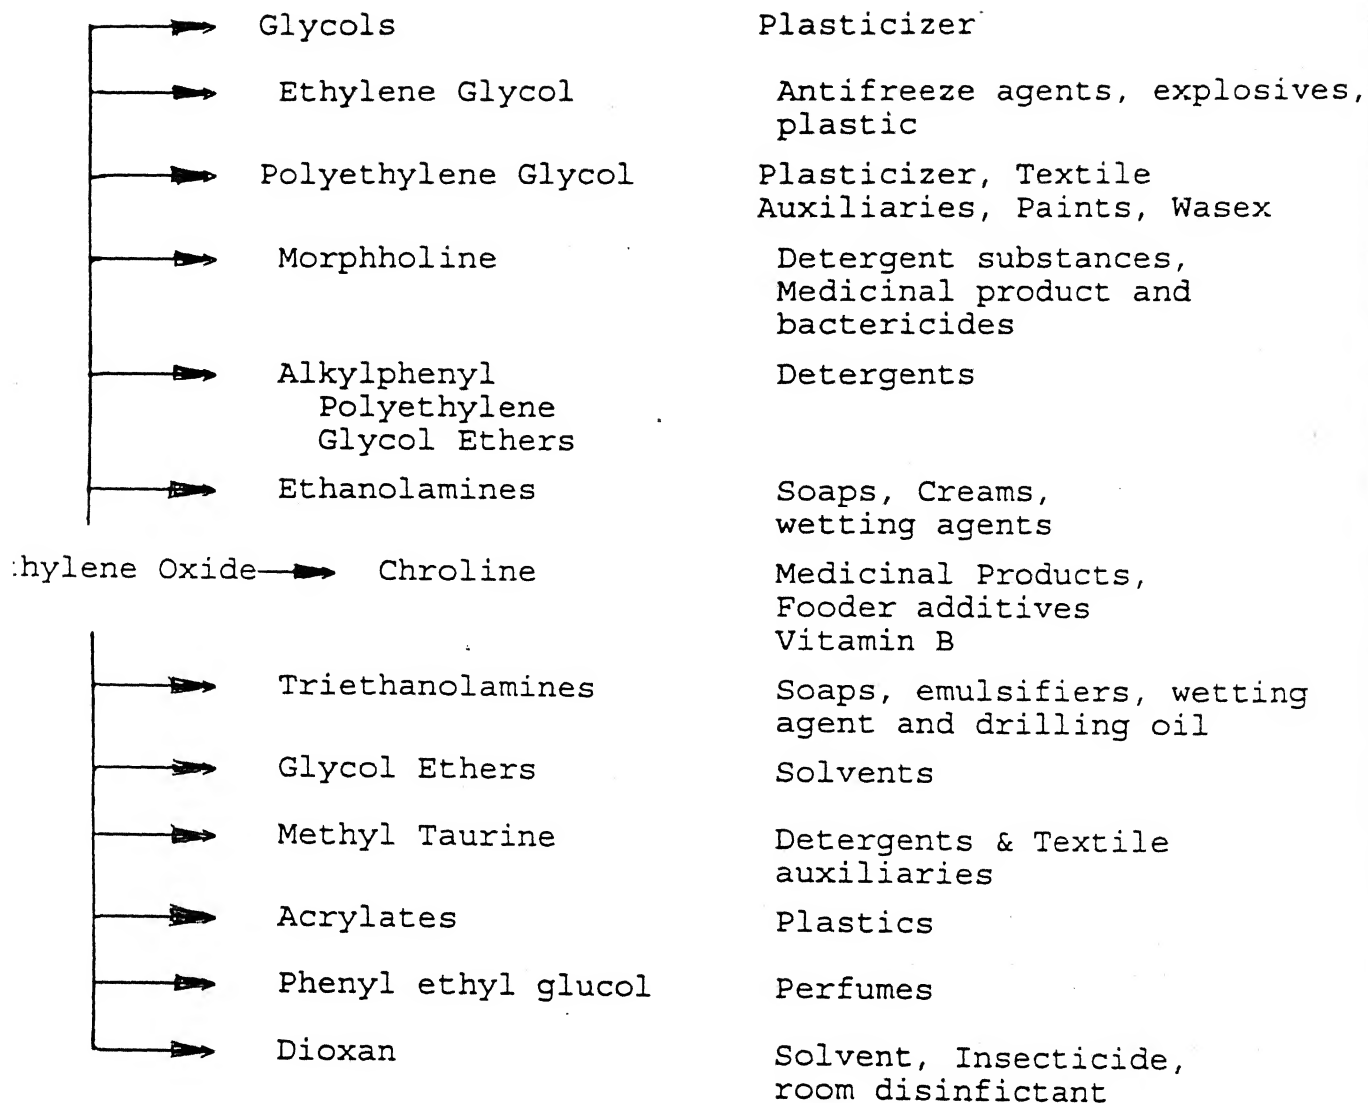 Glycols Plasticizer
Ethylene Glycol Antifreeze agents, explosives,
plastic
Polyethylene Glycol Plasticizer, Textile
Auxiliaries, Paints, Wasex
Morphholine Detergent substances,
Medicinal product and
bactericides
Alkylphenyl Detergents
Polyethylene
Glycol Ethers
Ethanolamines Soaps, Creams,
wetting agents
hylene Oxide Chroline Medicinal Products,
Fooder additives
Vitamin B
Triethanolamines Soaps, emulsifiers, wetting
agent and drilling oil
Glycol Ethers Solvents
Methyl Taurine Detergents & Textile
auxiliaries
Acrylates Plastics
Phenyl ethyl glucol Perfumes
Dioxan Solvent, Insecticide,
room disinfictant